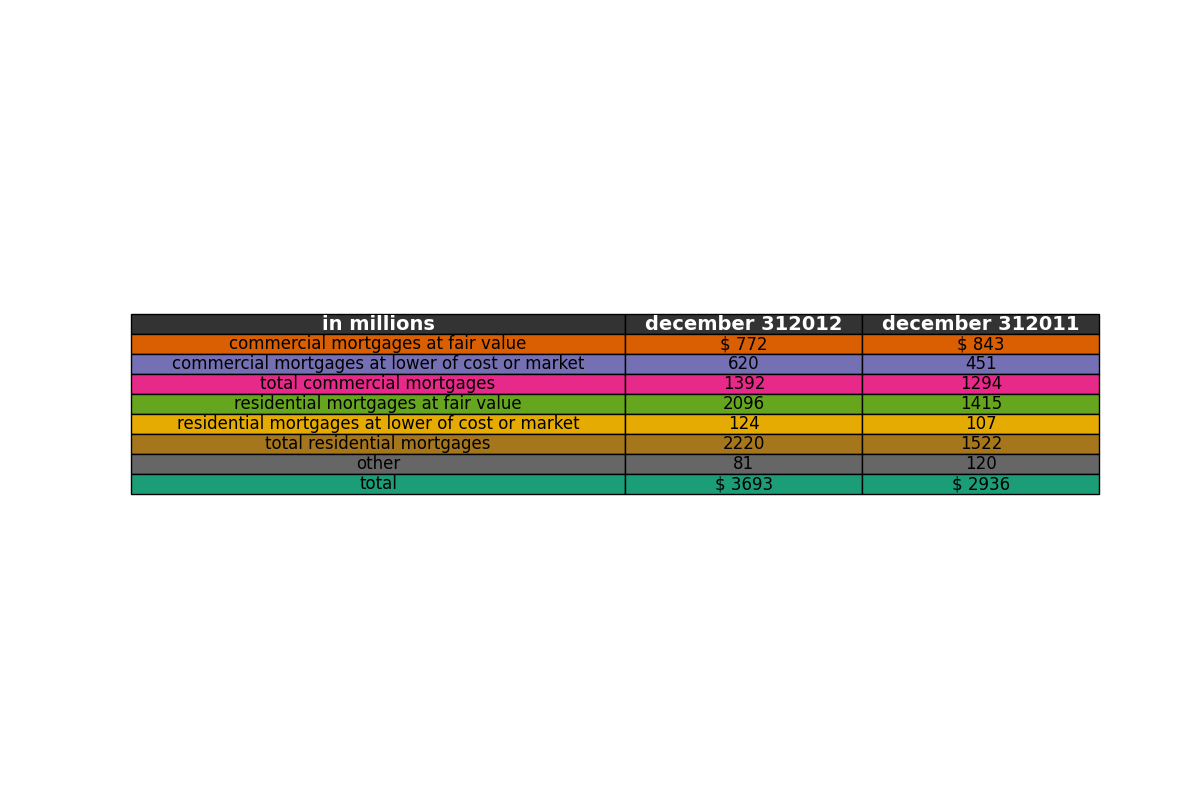 in millions december 312012 december 312011
commercial mortgages at fair value $ 772 $ 843
commercial mortgages at lower of cost or market 620 451
total commercial mortgages 1392 1294
residential mortgages at fair value 2096 1415
residential mortgages at lower of cost or market 124 107
total residential mortgages 2220 1522
other 81 120
total $ 3693 $ 2936